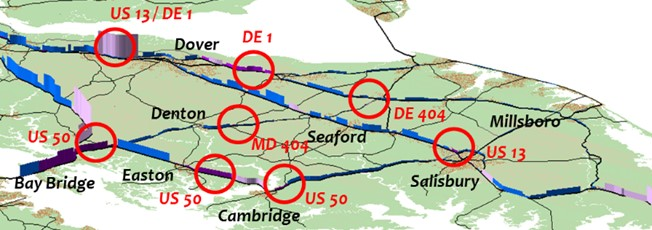 US 13 / DE 1
Dover
DE 1
Denton
DE 404
Millsboro
US 50
MD 404
Seaford
US 13
Bay Bridge
Easton
US 50
US 50
Salisbury
Cambridge